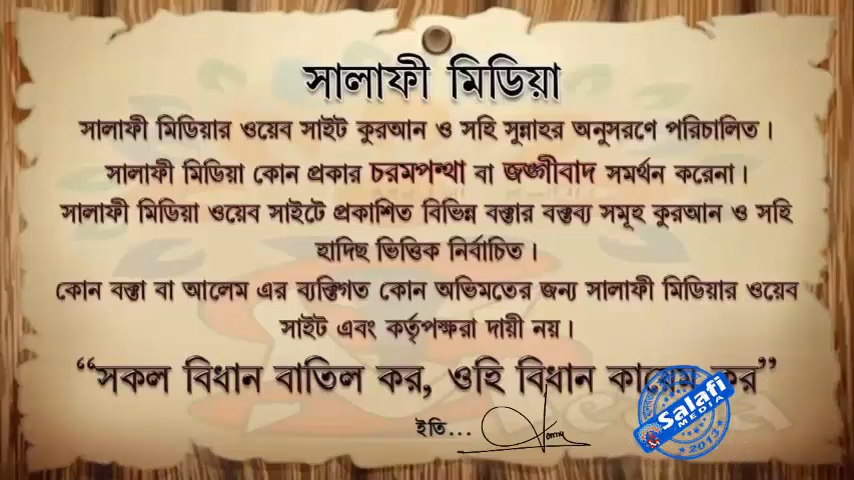 সালাফী মিডিয়া
সালাফী মিডিয়ার ওয়েব সাইট কুরআন ও সহি সুন্নাহর অনুসরণে পরিচালিত।
সালাফী মিডিয়া কোন প্রকার চরমপন্থা বা জঙ্গীবাদ সমর্থন করেনা।
সালাফী মিডিয়া ওয়েব সাইটে প্রকাশিত বিভিন্ন বক্তার বক্তব্য সমূহ কুরআন ও সহি
হাদিছ ভিত্তিক নির্বাচিত।
কোন বক্তা বা আলেম এর ব্যক্তিগত কোন অভিমতের জন্য সালাফী মিডিয়ার ওয়েব
সাইট এবং কর্তৃপক্ষরা দায়ী নয়।
“সকল বিধান বাতিল কর, ওহি বিধান কায়েম কর”
ইতি...
Salafi
MEDIA
2013